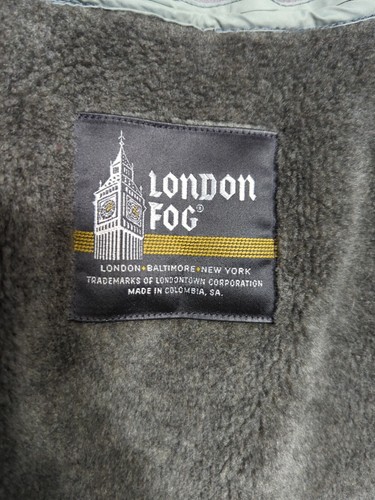 LONDON
FOG®
LONDON • BALTIMORE • NEW YORK
TRADEMARKS OF LONDONTOWN CORPORATION
MADE IN COLOMBIA, SA.